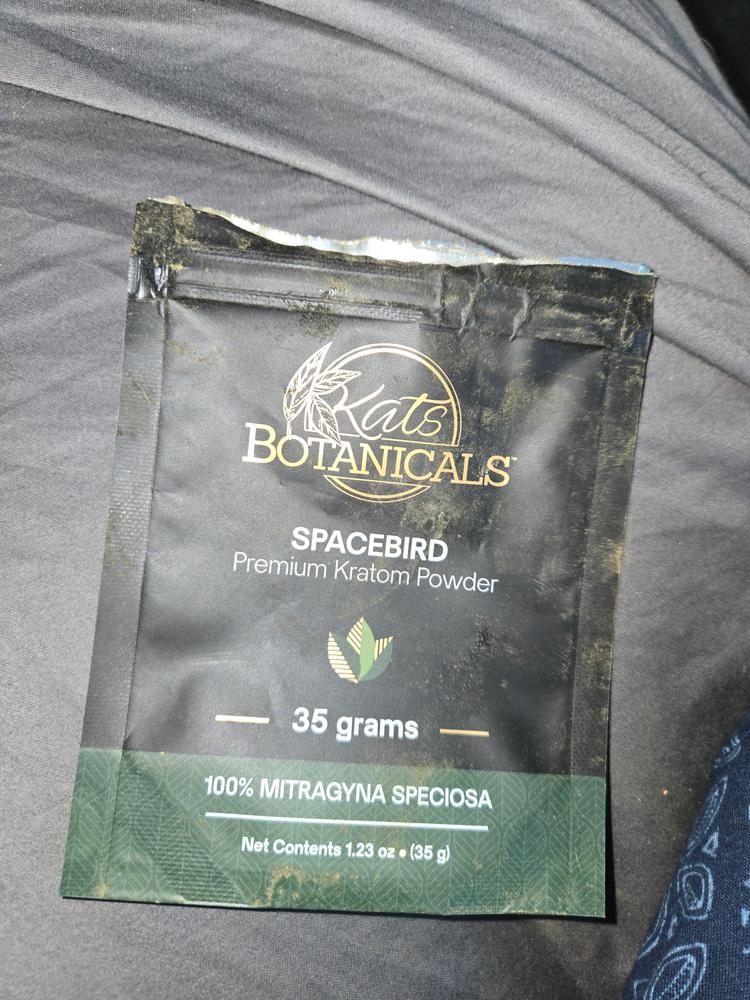 Kats
BOTANICALS™
SPACEBIRD
Premium Kratom Powder
35 grams
100% MITRAGYNA SPECIOSA
Net Contents 1.23 oz • (35 g)